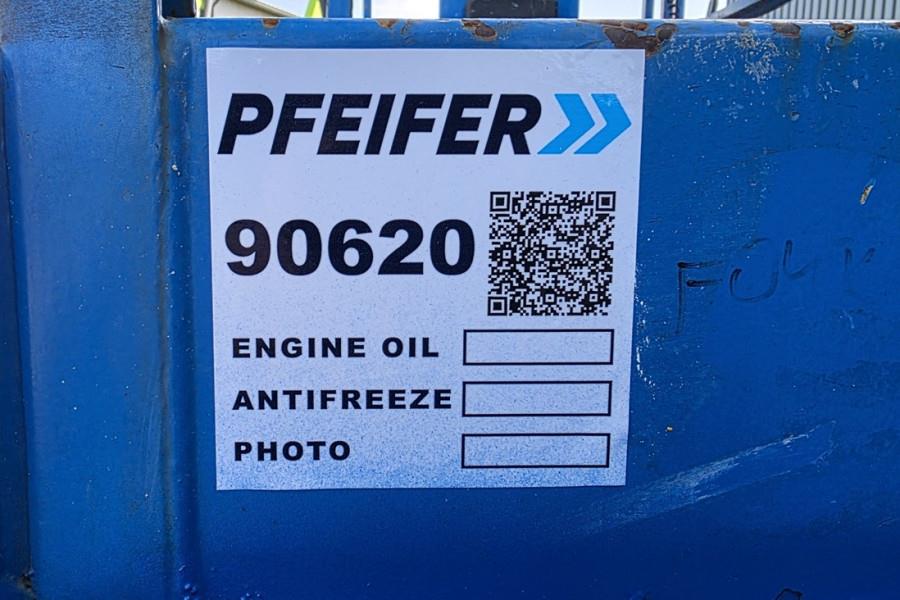 PFEIFER
90620
ENGINE OIL
ANTIFREEZE
PHOTO